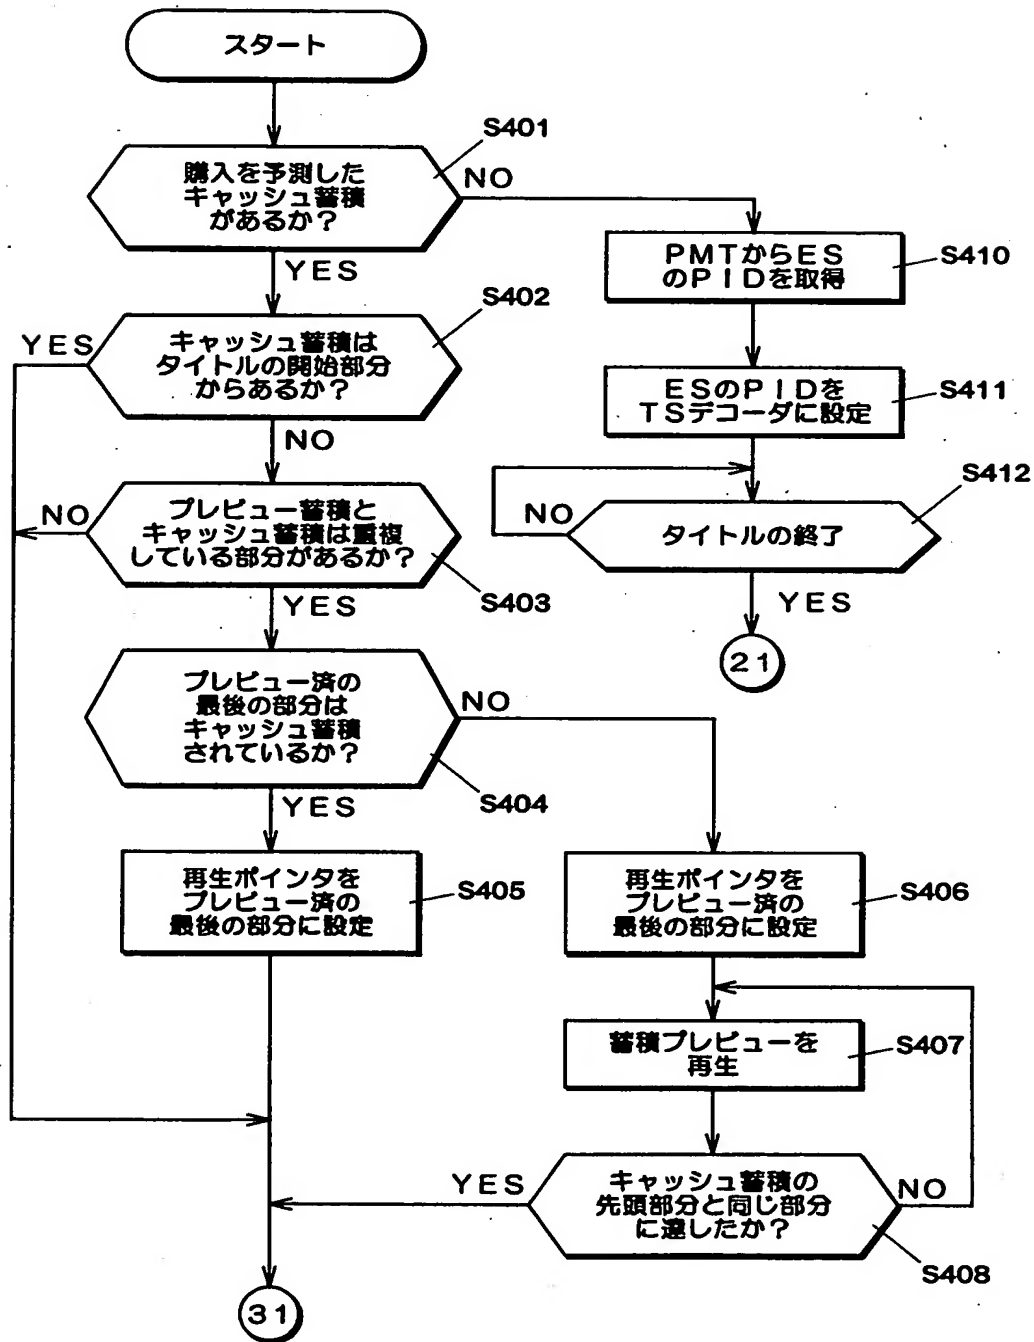 スタート
S401
購入を予測した
キャッシュ蓄積
があるか?
NO
YES
PMTからES
のPIDを取得
S410
S402
YES
キャッシュ蓄積は
タイトルの開始部分
からあるか?
NO
ESのPIDを
TSデコーダに設定
S411
S412
NO
タイトルの終了
YES
21
NO
プレビュー蓄積と
キャッシュ蓄積は重複
している部分があるか?
S403
YES
プレビュー済の
最後の部分は
キャッシュ蓄積
されているか?
NO
S404
YES
再生ポインタを
プレビュー済の
最後の部分に設定
S405
再生ポインタを
プレビュー済の
最後の部分に設定
S406
蓄積プレビューを
再生
S407
YES
キャッシュ蓄積の
先頭部分と同じ部分
に達したか?
NO
S408
31